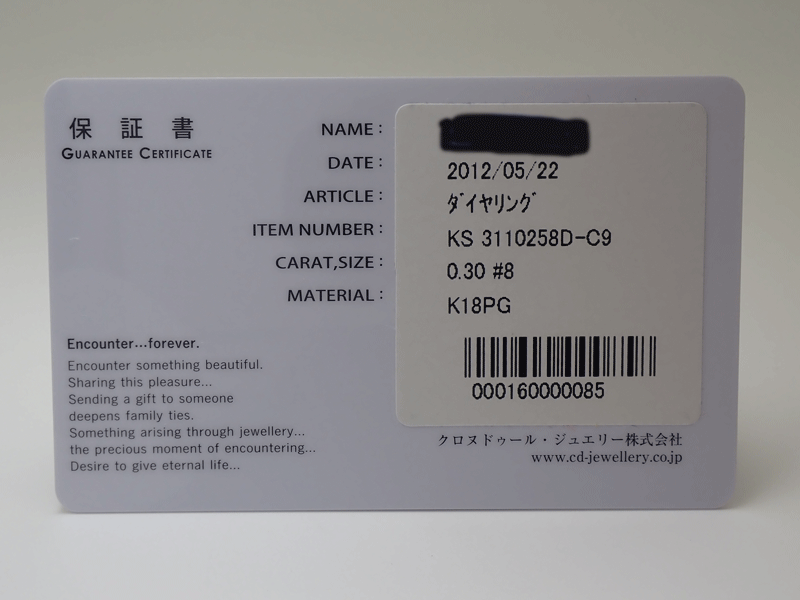 保証書
GUARANTEE CERTIFICATE
NAME :
DATE : 2012/05/22
ARTICLE : ダイヤリング
ITEM NUMBER : KS 3110258D-C9
CARAT,SIZE : 0.30 #8
MATERIAL : K18PG
000160000085
Encounter...forever.
Encounter something beautiful.
Sharing this pleasure...
Sending a gift to someone
deepens family ties.
Something arising through jewellery...
the precious moment of encountering...
Desire to give eternal life...
クロヌドゥール・ジュエリー株式会社
www.cd-jewellery.co.jp